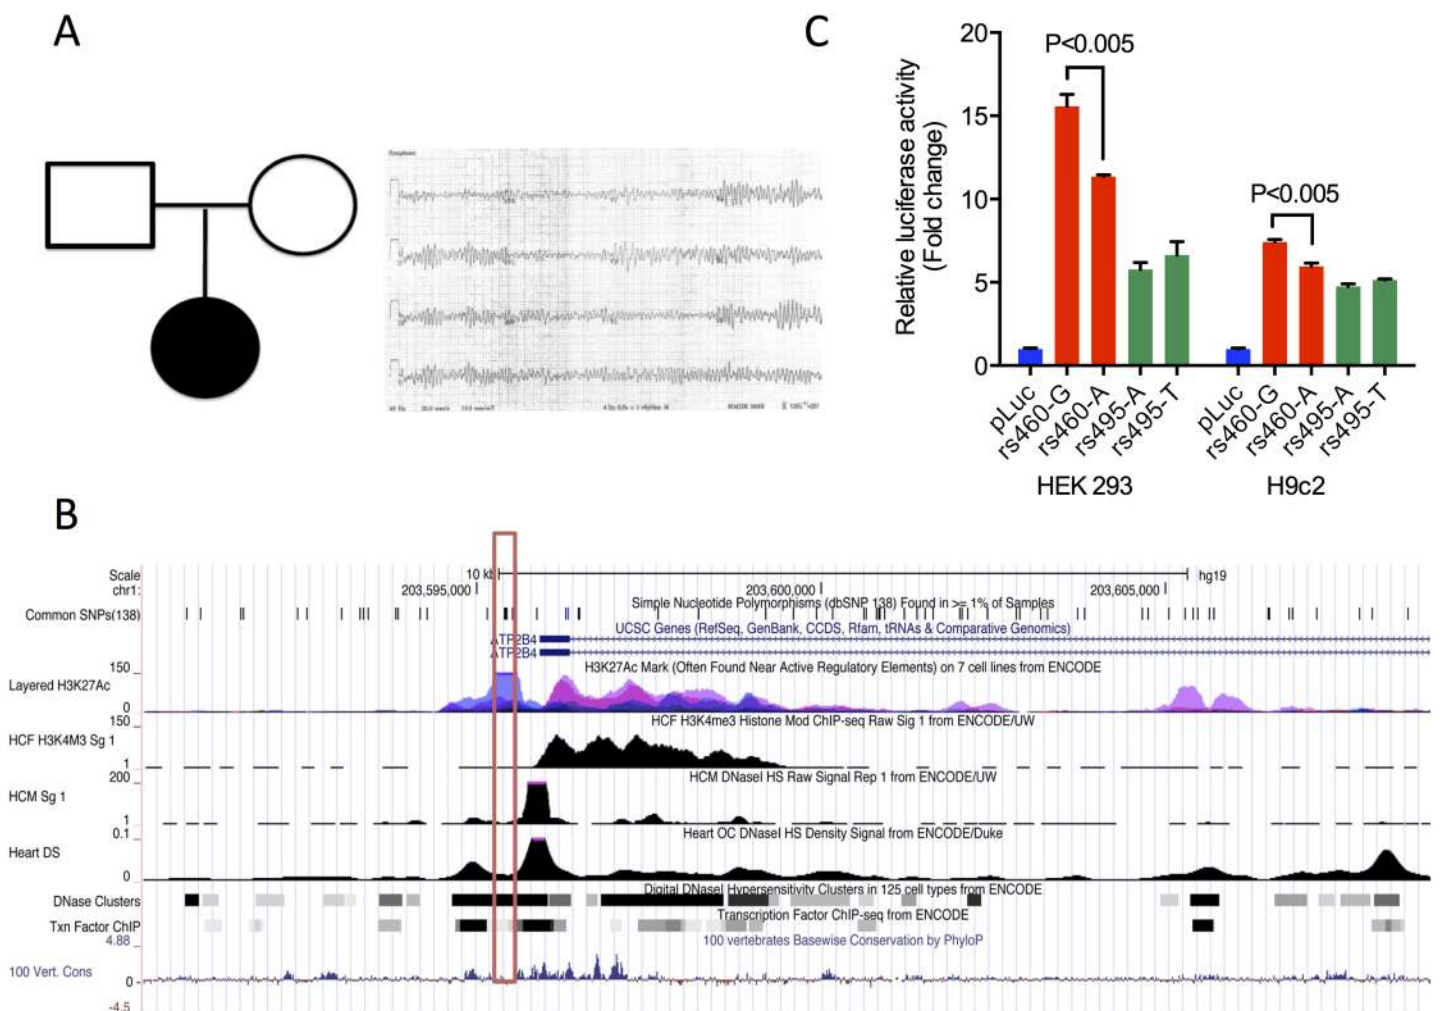 A
C
20
15
10
5
0
Relative luciferase activity
(Fold change)
P<0.005
P<0.005
pLuc
rs460-G
rs460-A
rs495-A
rs495-T
pLuc
rs460-G
rs460-A
rs495-A
rs495-T
HEK 293
H9c2
B
Scale
10 kb
hg19
chr1:
203,595,000
203,600,000
203,605,000
Simple Nucleotide Polymorphisms (dbSNP 138) Found in >= 1% of Samples
Common SNPs(138)
UCSC Genes (RefSeq, GenBank, CCDS, Rfam, tRNAs & Comparative Genomics)
ATP2B4
ATP2B4
H3K27Ac Mark (Often Found Near Active Regulatory Elements) on 7 cell lines from ENCODE
150
Layered H3K27Ac
0
HCF H3K4me3 Histone Mod ChIP-seq Raw Sig 1 from ENCODE/UW
150
HCF H3K4M3 Sg 1
1
HCM DNaseI HS Raw Signal Rep 1 from ENCODE/UW
200
HCM Sg 1
1
Heart OC DNaseI HS Density Signal from ENCODE/Duke
0.1
Heart DS
0
Digital DNaseI Hypersensitivity Clusters in 125 cell types from ENCODE
DNase Clusters
Transcription Factor ChIP-seq from ENCODE
Txn Factor ChIP
100 vertebrates Basewise Conservation by PhyloP
4.88
100 Vert. Cons
0
-4.5